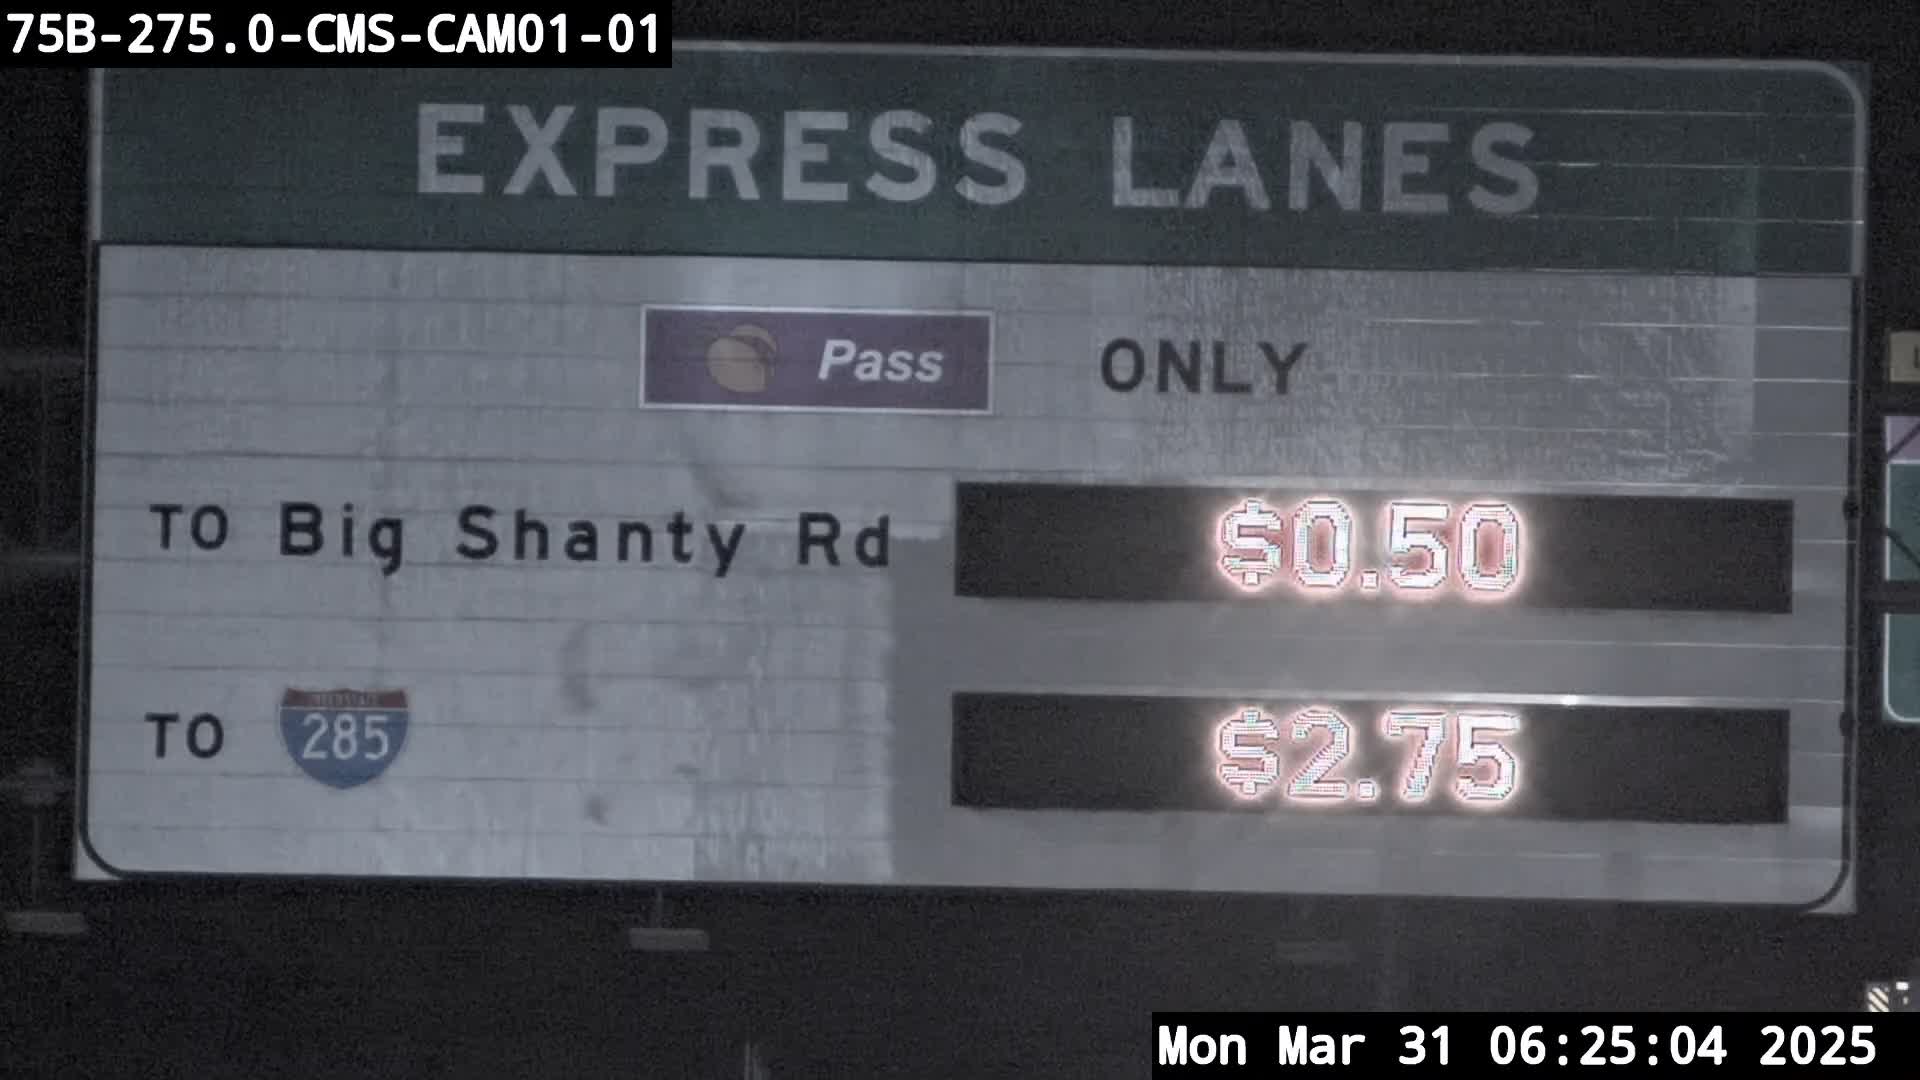 75B-275.0-CMS-CAM01-01
EXPRESS LANES
Pass ONLY
TO Big Shanty Rd $0.50
INTERSTATE
TO 285 $2.75
Mon Mar 31 06:25:04 2025